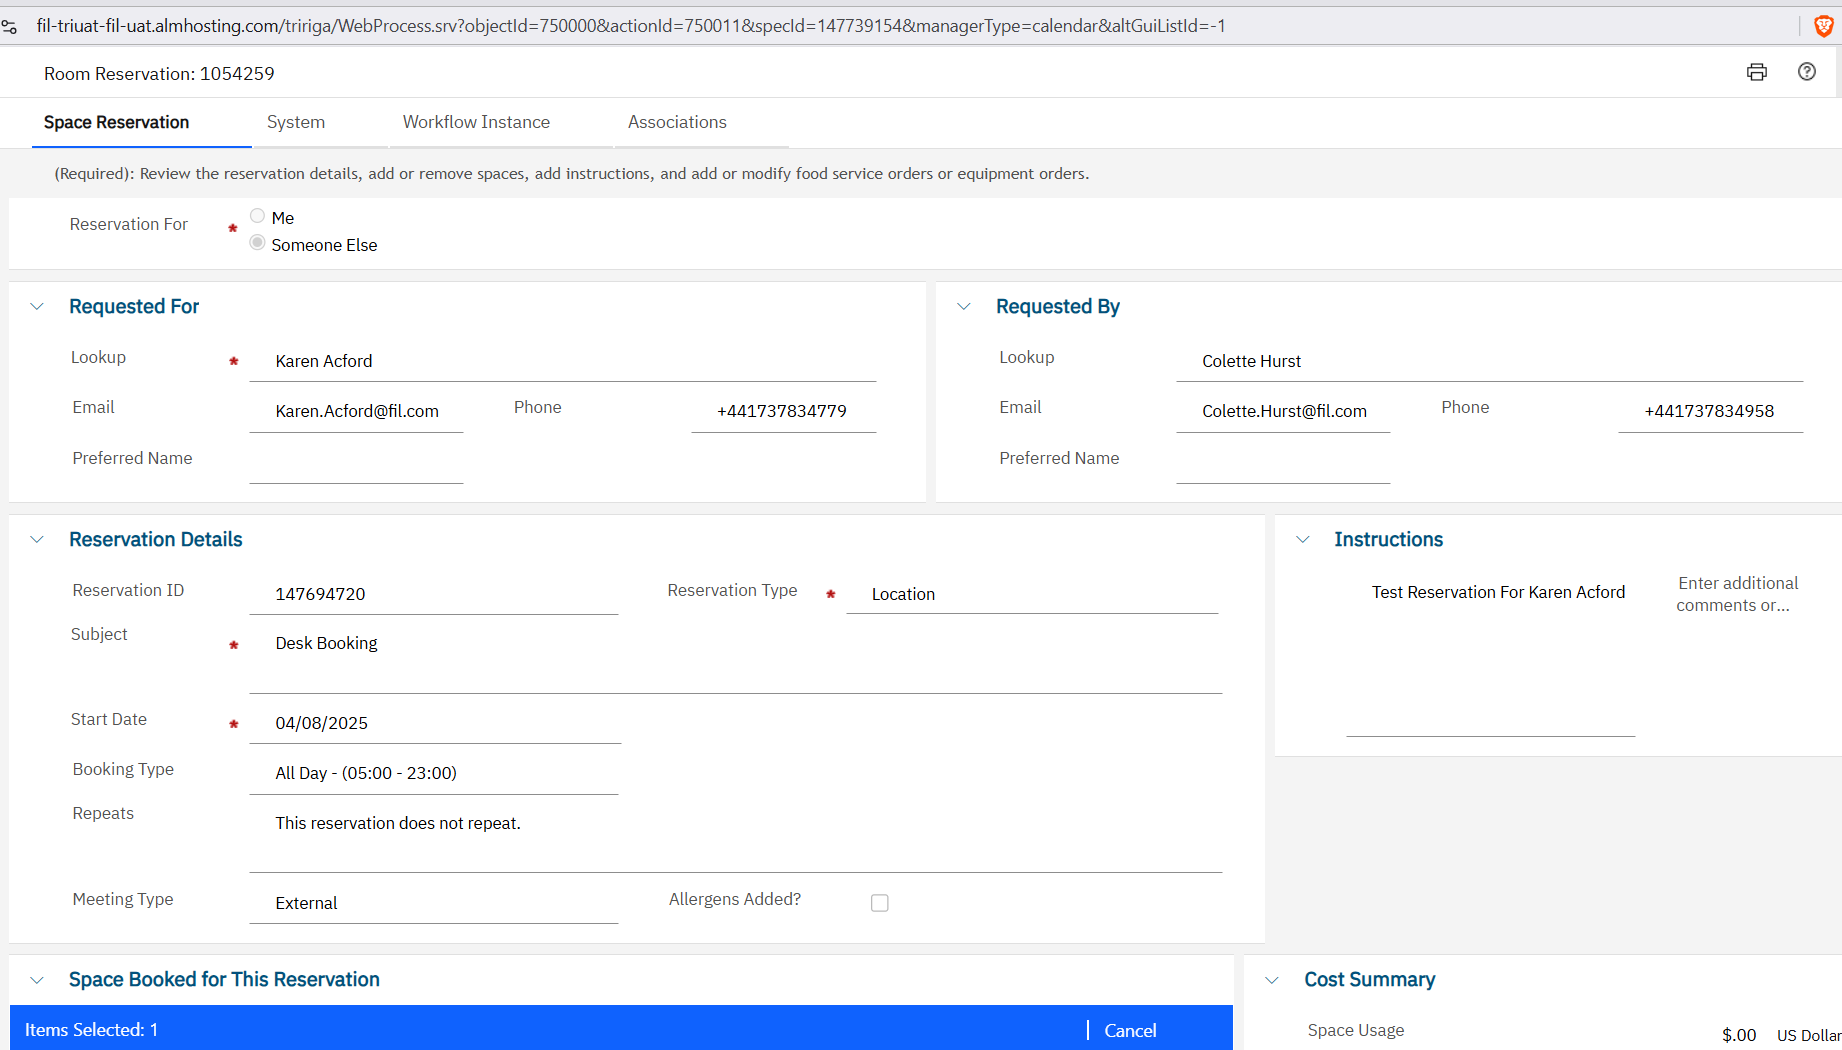 fil-triuat-fil-uat.almhosting.com/tririga/WebProcess.srv?objectId=750000&actionId=750011&specId=147739154&managerType=calendar&altGuiListId=-1
Room Reservation: 1054259
Space Reservation System Workflow Instance Associations
(Required): Review the reservation details, add or remove spaces, add instructions, and add or modify food service orders or equipment orders.
Reservation For * Me
Someone Else
Requested For
Lookup * Karen Acford
Email Karen.Acford@fil.com Phone +441737834779
Preferred Name
Requested By
Lookup Colette Hurst
Email Colette.Hurst@fil.com Phone +441737834958
Preferred Name
Reservation Details
Reservation ID 147694720 Reservation Type * Location
Subject * Desk Booking
Start Date * 04/08/2025
Booking Type All Day - (05:00 - 23:00)
Repeats This reservation does not repeat.
Meeting Type External Allergens Added?
Instructions
Test Reservation For Karen Acford
Enter additional
comments or...
Space Booked for This Reservation
Items Selected: 1 | Cancel
Cost Summary
Space Usage $.00 US Dollar